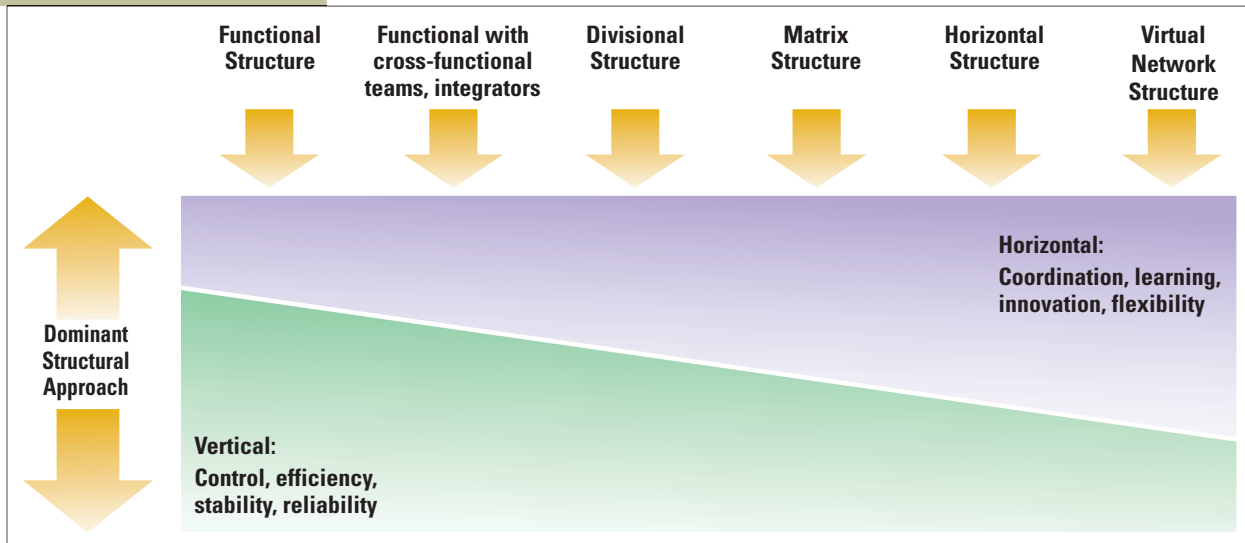 Functional
Structure
Functional with
cross-functional
teams, integrators
Divisional
Structure
Matrix
Structure
Horizontal
Structure
Virtual
Network
Structure
Dominant
Structural
Approach
Horizontal:
Coordination, learning,
innovation, flexibility
Vertical:
Control, efficiency,
stability, reliability